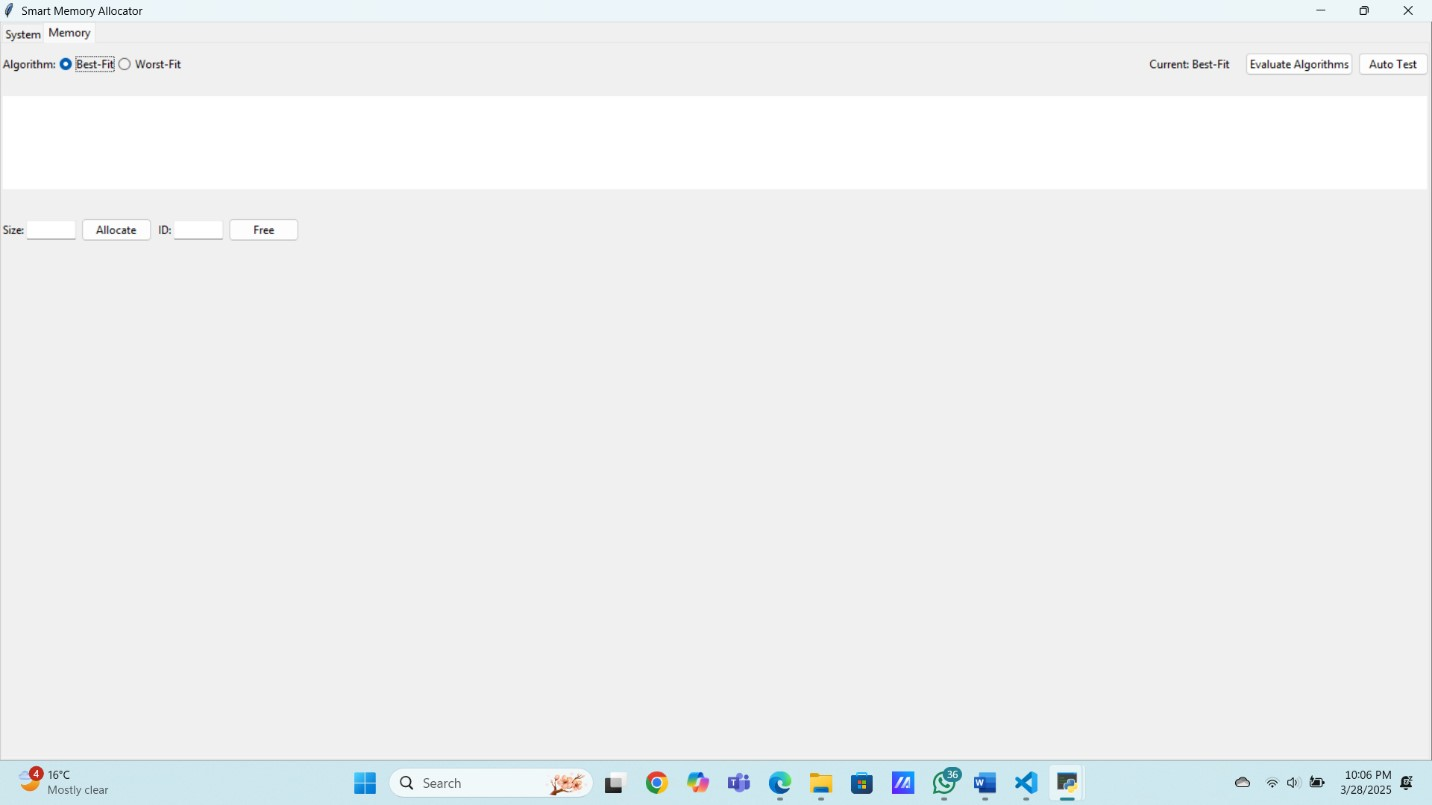 Smart Memory Allocator
System Memory
Algorithm: Best-Fit Worst-Fit Current: Best-Fit Evaluate Algorithms Auto Test
Size: Allocate ID: Free
4 16°C
Mostly clear
Search
36
W
10:06 PM
3/28/2025